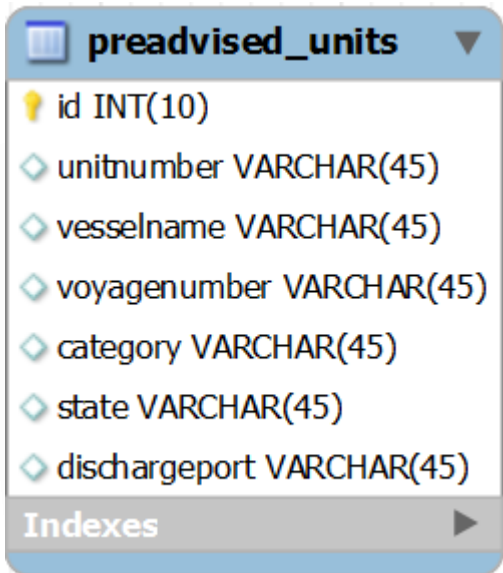 preadvised_units
id INT(10)
unitnumber VARCHAR(45)
vesselname VARCHAR(45)
voyagenumber VARCHAR(45)
category VARCHAR(45)
state VARCHAR(45)
dischargeport VARCHAR(45)
Indexes